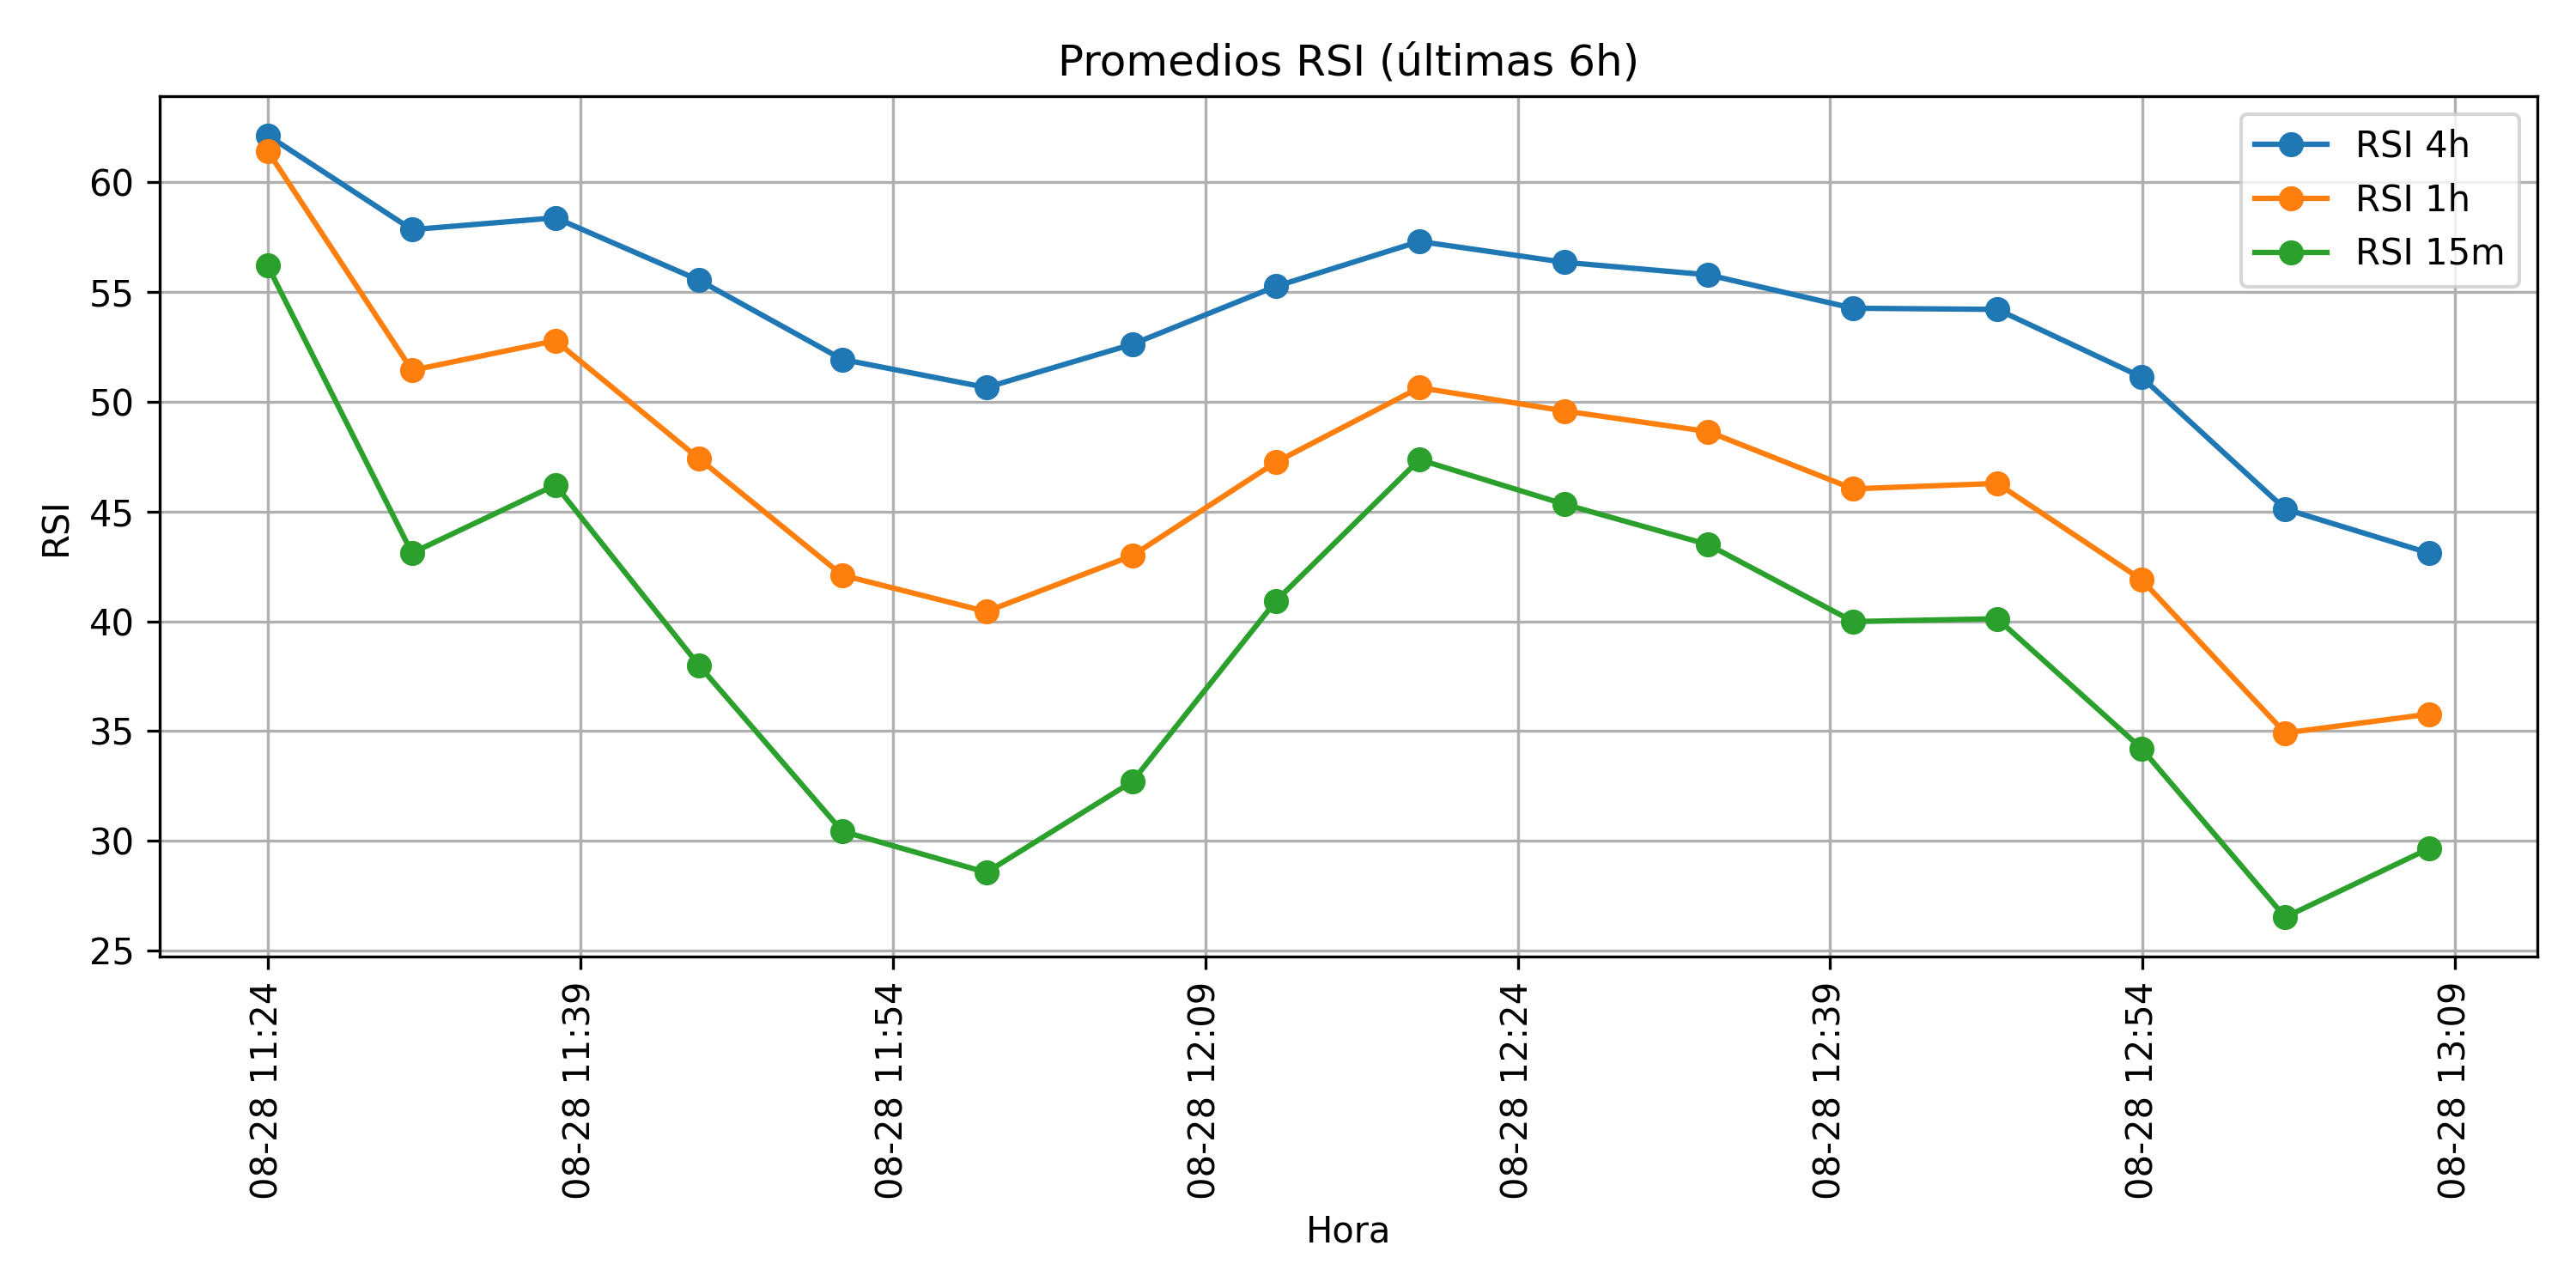 Promedios RSI (últimas 6h)
RSI 4h
RSI 1h
RSI 15m
RSI
60
55
50
45
40
35
30
25
08-28 11:24
08-28 11:39
08-28 11:54
08-28 12:09
08-28 12:24
08-28 12:39
08-28 12:54
08-28 13:09
Hora